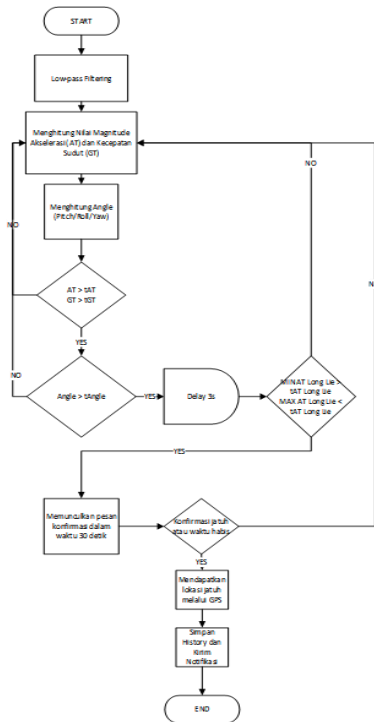 START
Low-pass Filtering
Menghitung Nilai Magnitude
Akselerasi (AT) dan Kecepatan
Sudut (GT)
NO
Menghitung Angle
(Pitch/Roll/Yaw)
NO
AT > tAT
GT > tGT
YES
NO
Angle > tAngle
YES
Delay 3s
MIN AT Long Lie >
tAT Long Lie
MAX AT Long Lie <
tAT Long Lie
YES
Memunculkan pesan
konfirmasi dalam
waktu 30 detik
Konfirmasi jatuh
atau waktu habis
YES
Mendapatkan
lokasi jatuh
melalui GPS
Simpan
History dan
Kirim
Notifikasi
END